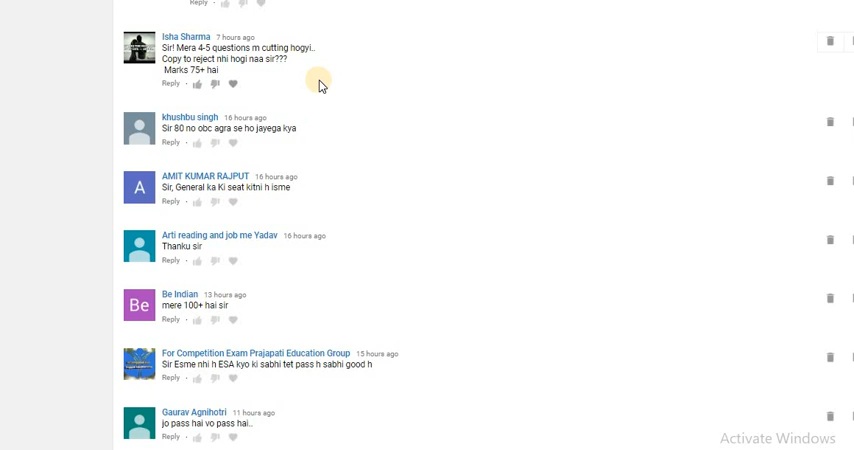 Reply
Isha Sharma 7 hours ago
Sir! Mera 4-5 questions m cutting hogyi..
Copy to reject nhi hogi naa sir???
Marks 75+ hai
Reply
khushbu singh 16 hours ago
Sir 80 no obc agra se ho jayega kya
Reply
A
AMIT KUMAR RAJPUT 16 hours ago
Sir, General ka Ki seat kitni h isme
Reply
Arti reading and job me Yadav 16 hours ago
Thanku sir
Reply
Be
Be Indian 13 hours ago
mere 100+ hai sir
Reply
For Competition Exam Prajapati Education Group 15 hours ago
Sir Esme nhi h ESA kyo ki sabhi tet pass h sabhi good h
Reply
Gaurav Agnihotri 11 hours ago
jo pass hai vo pass hai..
Reply
Activate Windows